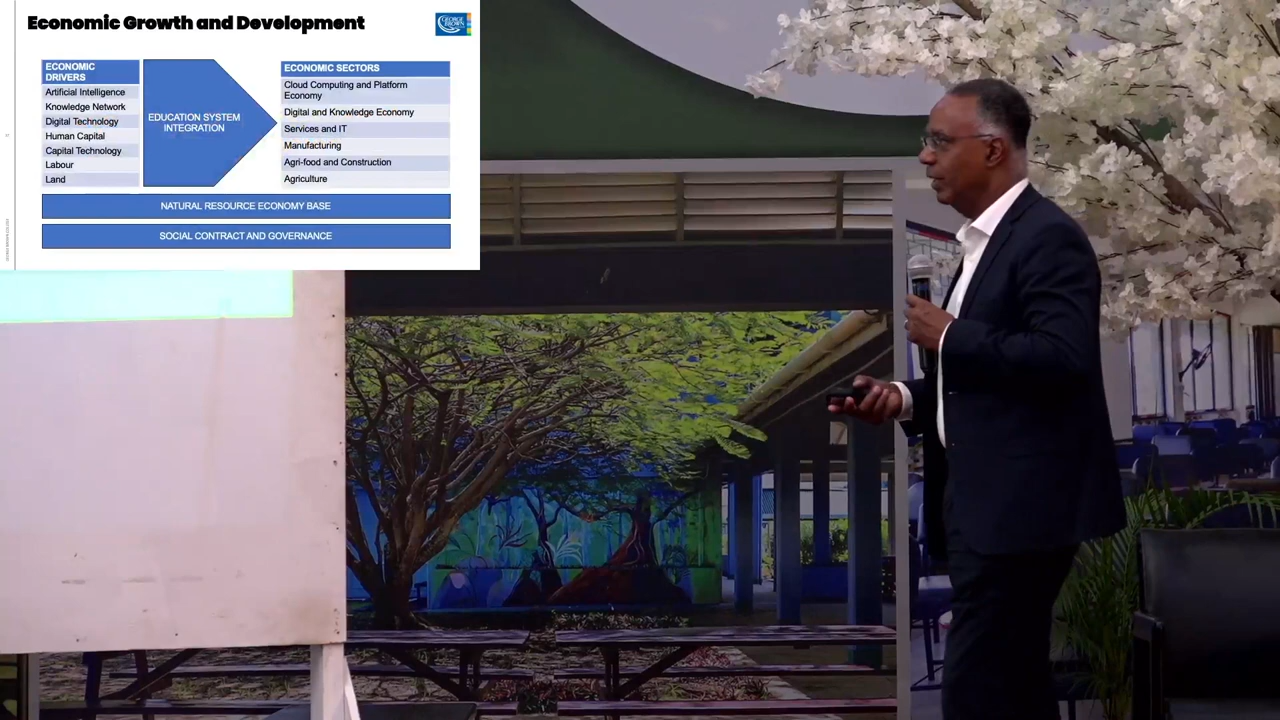 Economic Growth and Development
GEORGE
BROWN
ECONOMIC
DRIVERS
Artificial Intelligence
Knowledge Network
Digital Technology
Human Capital
Capital Technology
Labour
Land
EDUCATION SYSTEM
INTEGRATION
ECONOMIC SECTORS
Cloud Computing and Platform
Economy
Digital and Knowledge Economy
Services and IT
Manufacturing
Agri-food and Construction
Agriculture
NATURAL RESOURCE ECONOMY BASE
SOCIAL CONTRACT AND GOVERNANCE